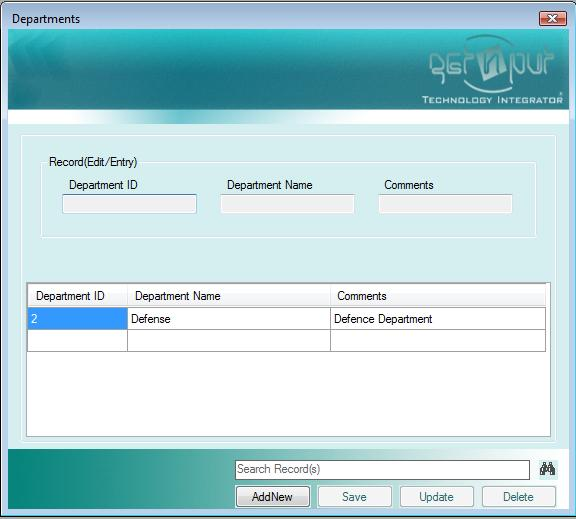 Departments
TECHNOLOGY INTEGRATOR
Record(Edit/Entry)
Department ID Department Name Comments
Department ID Department Name Comments
2 Defense Defence Department
Search Record(s)
AddNew Save Update Delete